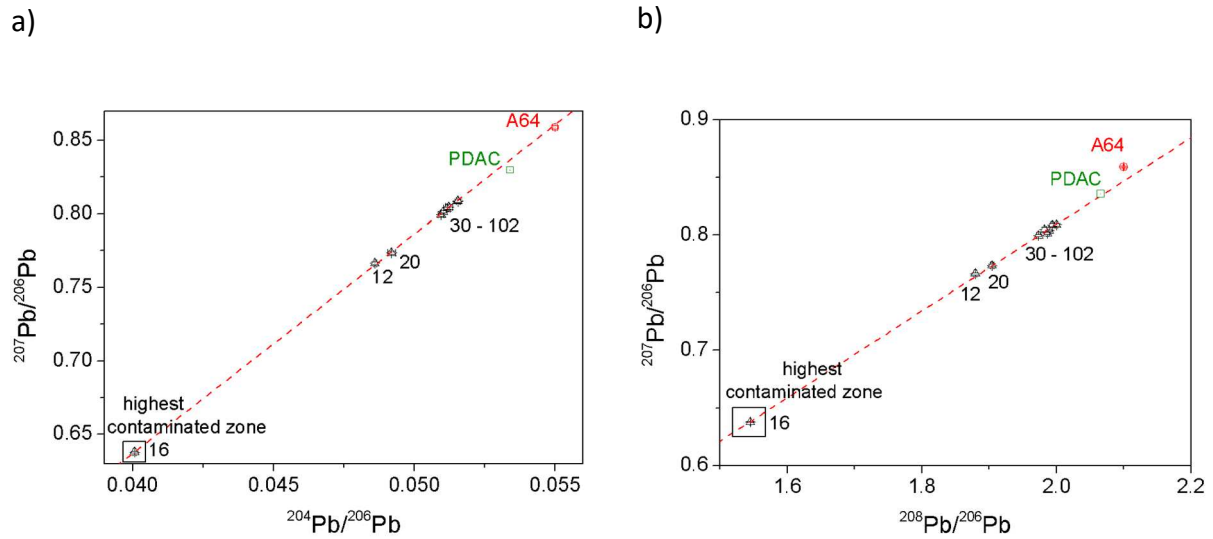 a)
0.85
0.80
0.75
0.70
0.65
207Pb/206Pb
A64
PDAC
30 - 102
20
12
highest
contaminated zone
16
0.040
0.045
0.050
0.055
204Pb/206Pb
b)
0.9
0.8
0.7
0.6
207Pb/206Pb
A64
PDAC
30 - 102
12
20
highest
contaminated zone
16
1.6
1.8
2.0
2.2
208Pb/206Pb